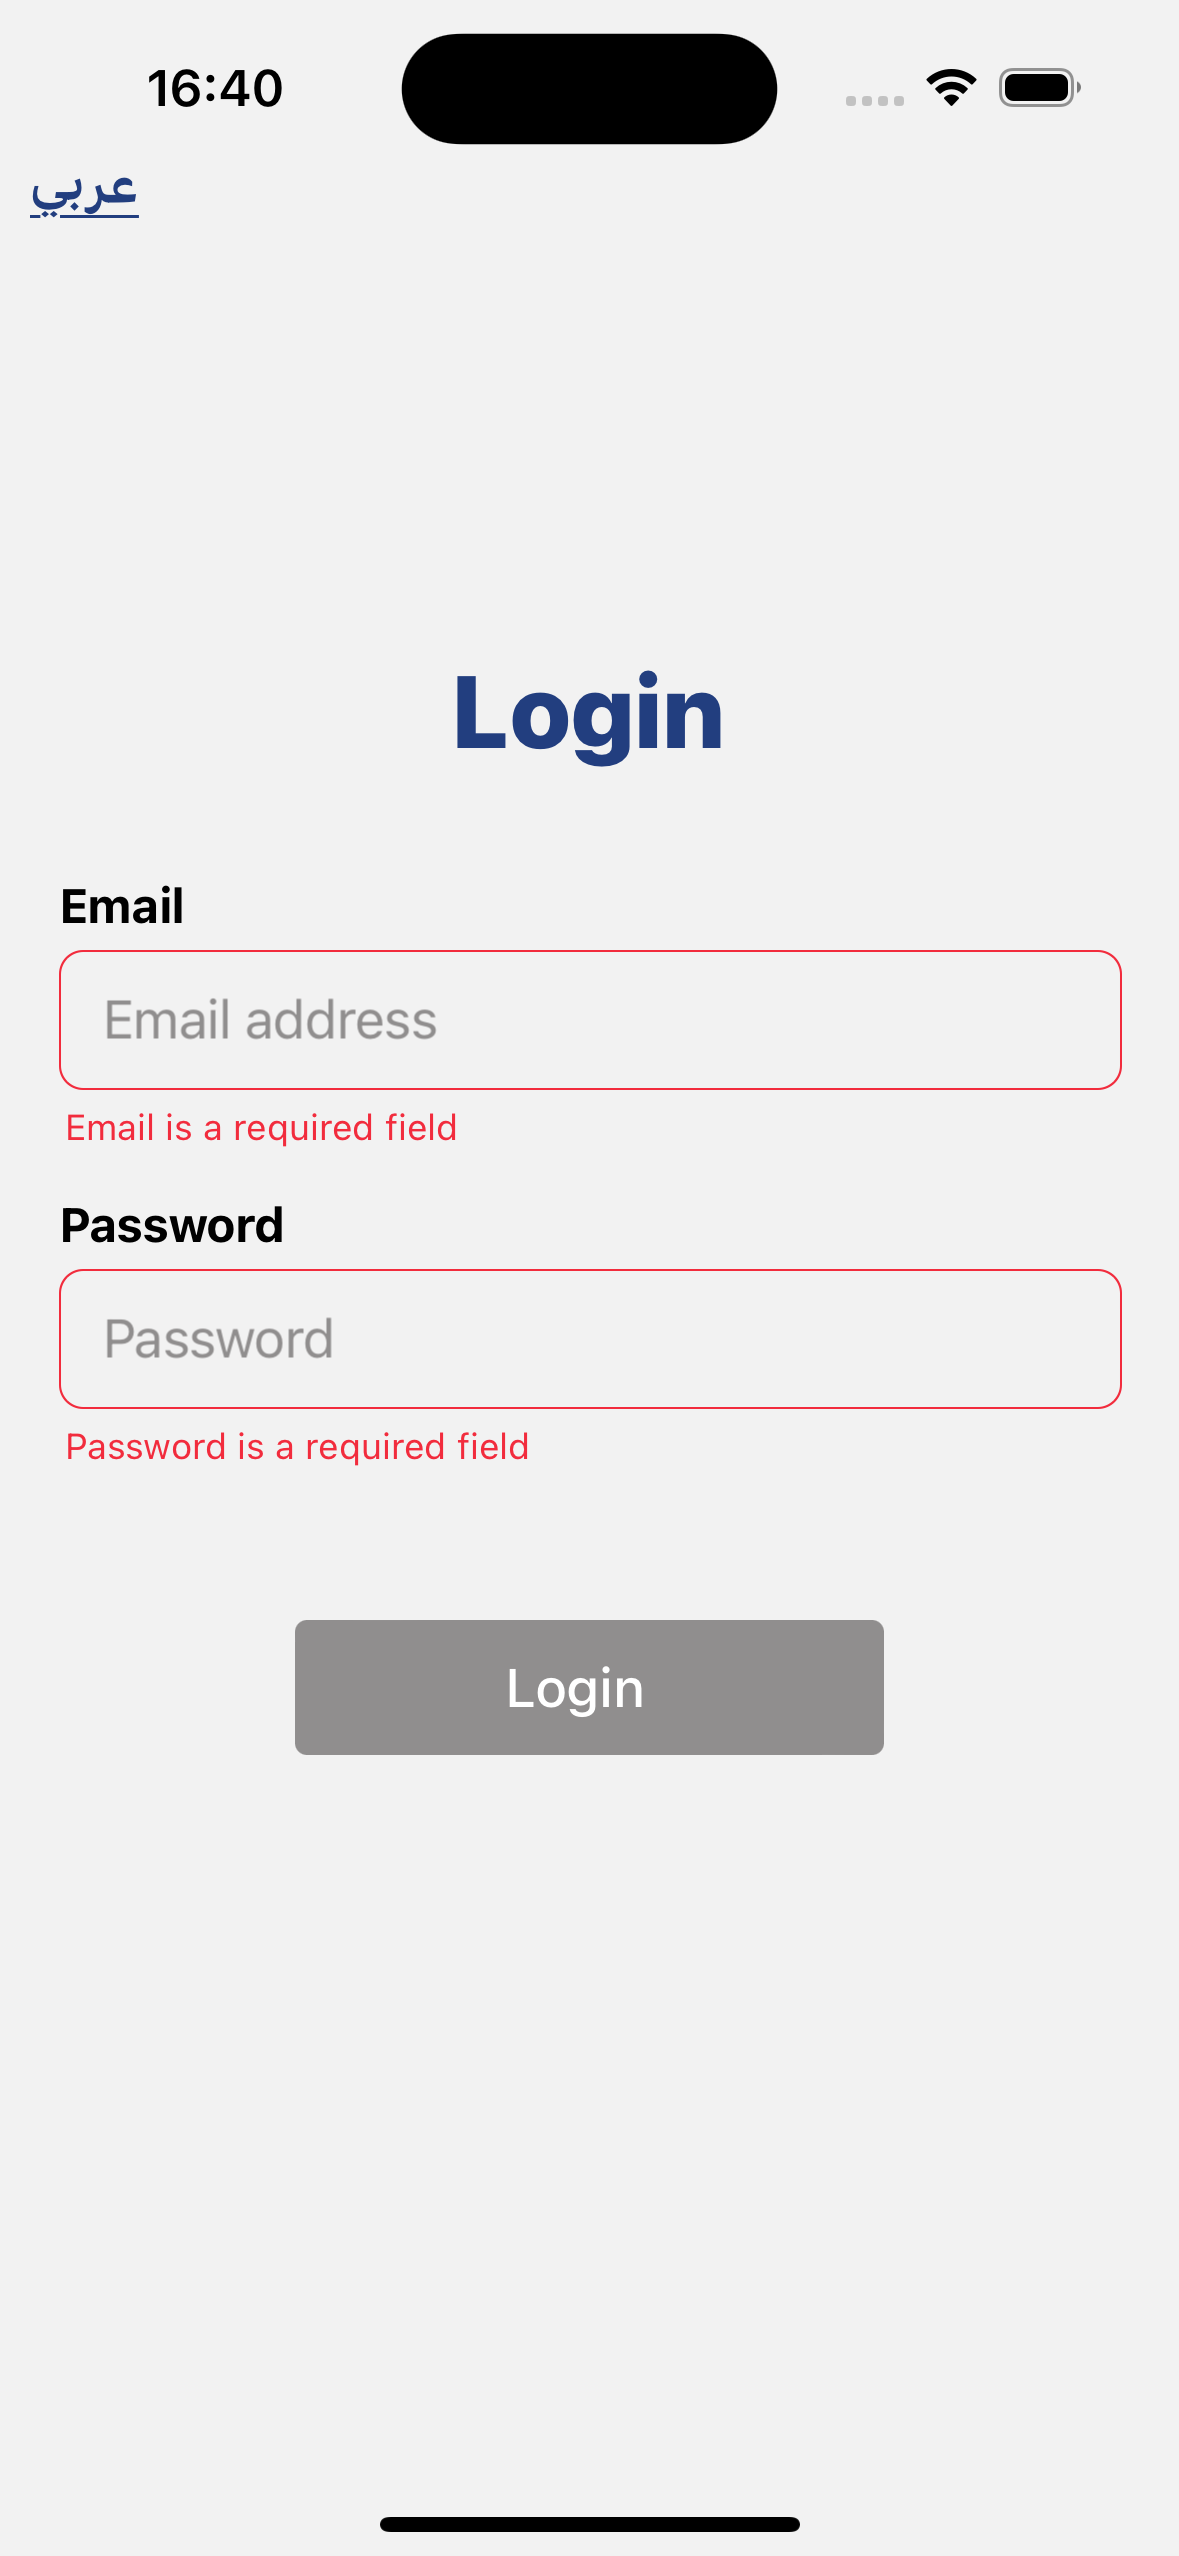 16:40
عربي
Login
Email
Email address
Email is a required field
Password
Password
Password is a required field
Login